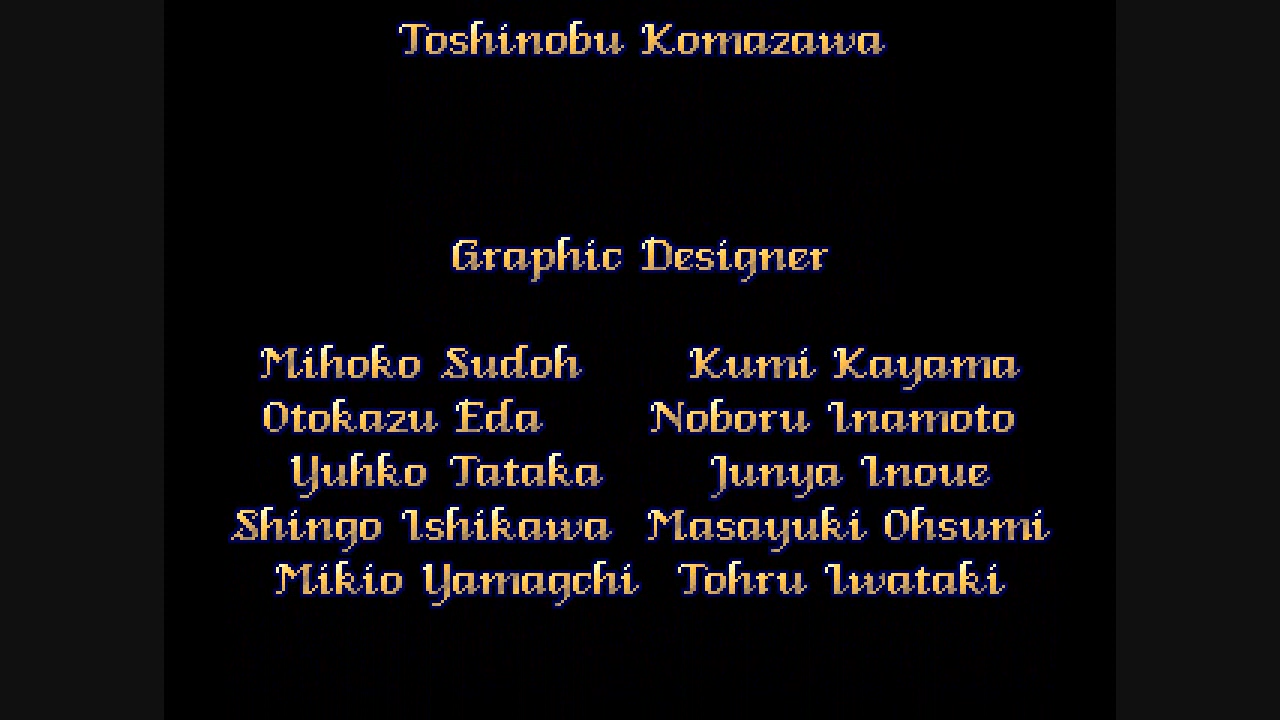 Toshinobu Komazawa
Graphic Designer
Mihoko Sudoh Kumi Kayama
Otokazu Eda Noboru Inamoto
Yuhko Tataka Junya Inoue
Shingo Ishikawa Masayuki Ohsumi
Mikio Yamagchi Tohru Iwataki